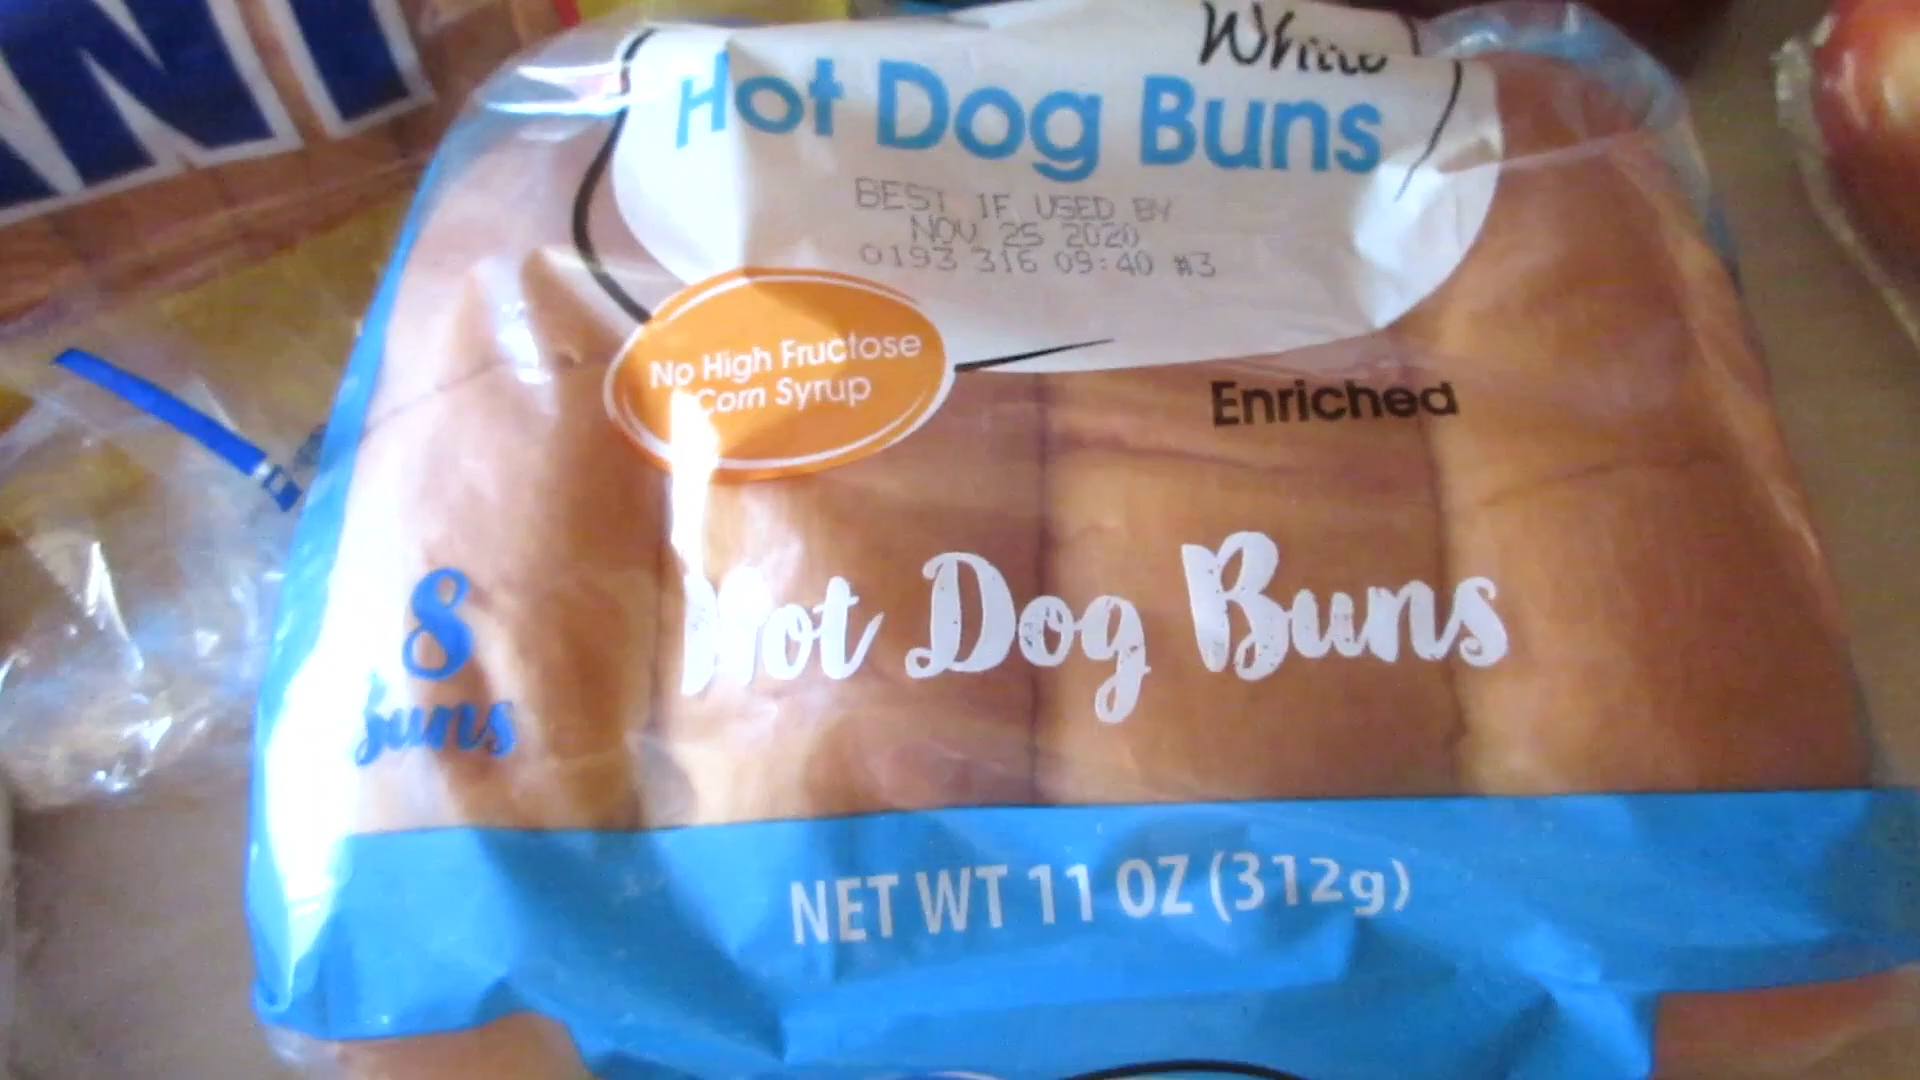 White
Hot Dog Buns
BEST IF USED BY
NOV 25 2020
0193 316 09:40 #3
No High Fructose
Corn Syrup
Enriched
8
buns
Hot Dog Buns
NET WT 11 OZ (312g)